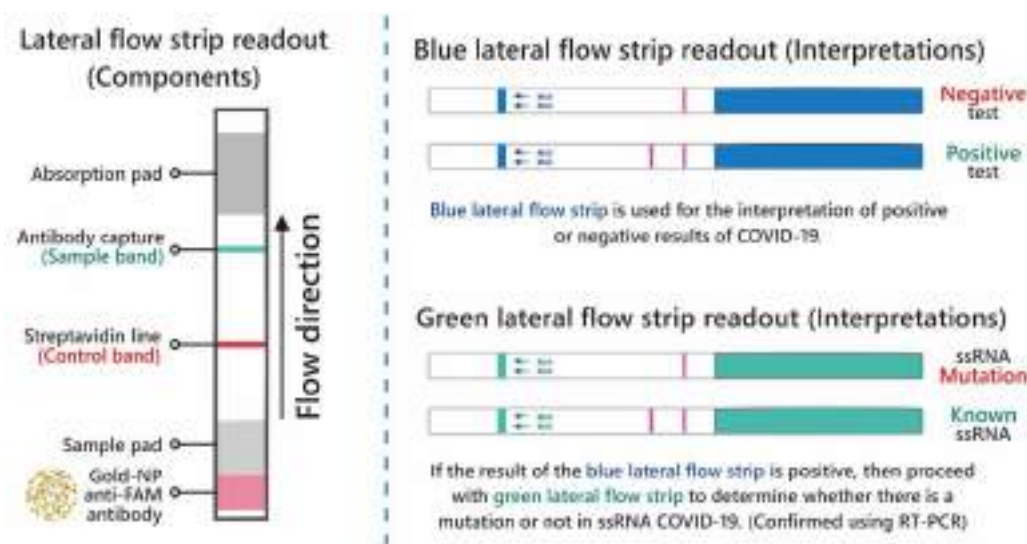 Lateral flow strip readout
(Components)
Absorption pad
Antibody capture
(Sample band)
Streptavidin line
(Control band)
Sample pad
Gold-NP
anti-FAM
antibody
Flow direction
Blue lateral flow strip readout (Interpretations)
Negative
test
Positive
test
Blue lateral flow strip is used for the interpretation of positive
or negative results of COVID-19.
Green lateral flow strip readout (Interpretations)
ssRNA
Mutation
Known
ssRNA
If the result of the blue lateral flow strip is positive, then proceed
with green lateral flow strip to determine whether there is a
mutation or not in ssRNA COVID-19. (Confirmed using RT-PCR)